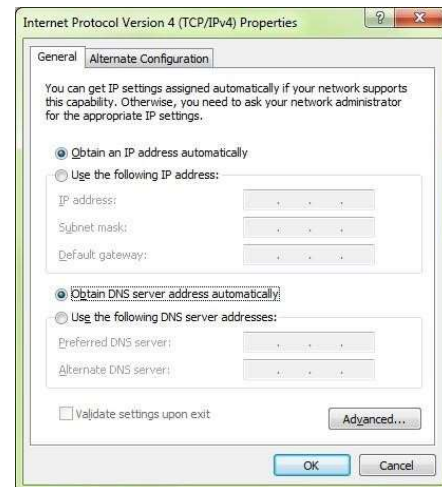 Internet Protocol Version 4 (TCP/IPv4) Properties
General
Alternate Configuration
You can get IP settings assigned automatically if your network supports
this capability. Otherwise, you need to ask your network administrator
for the appropriate IP settings.
Obtain an IP address automatically
Use the following IP address:
IP address:
Subnet mask:
Default gateway:
Obtain DNS server address automatically
Use the following DNS server addresses:
Preferred DNS server:
Alternate DNS server:
Validate settings upon exit
Advanced...
OK
Cancel